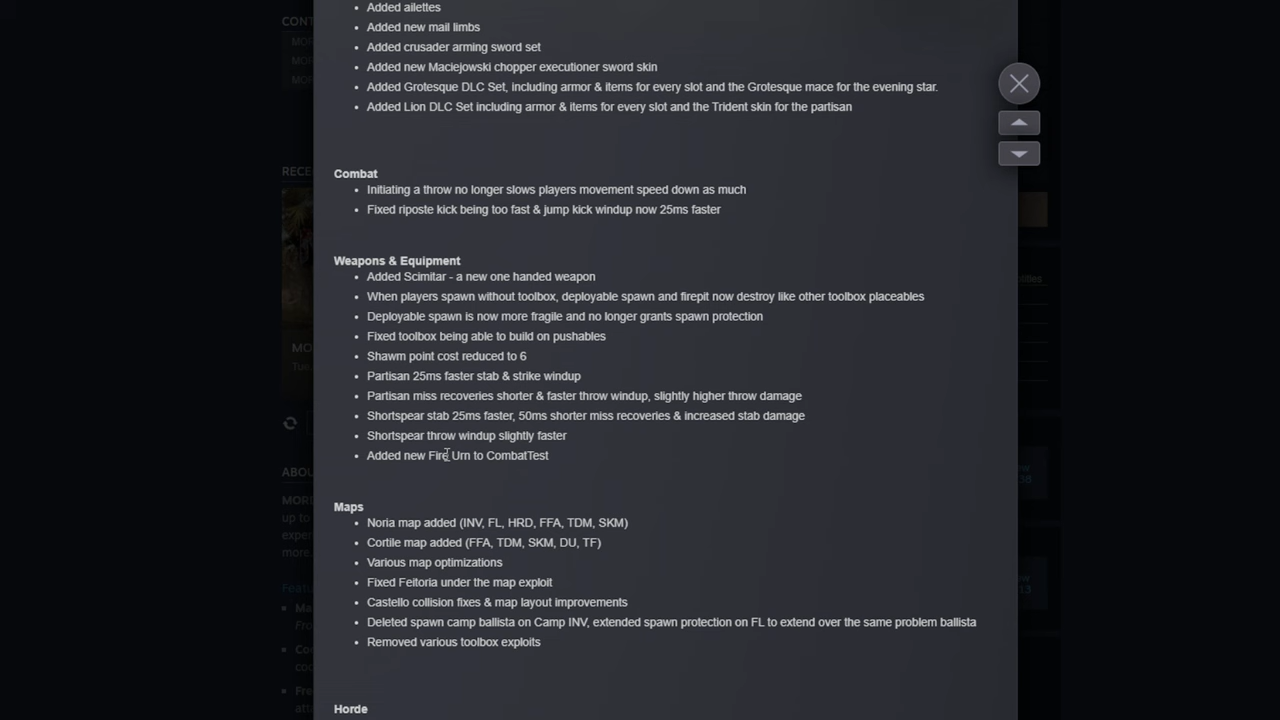 CONT
Added ailettes
Added new mail limbs
Added crusader arming sword set
Added new Maciejowski chopper executioner sword skin
Added Grotesque DLC Set, including armor & items for every slot and the Grotesque mace for the evening star.
Added Lion DLC Set including armor & items for every slot and the Trident skin for the partisan
RECE
Combat
Initiating a throw no longer slows players movement speed down as much
Fixed riposte kick being too fast & jump kick windup now 25ms faster
Weapons & Equipment
Added Scimitar - a new one handed weapon
When players spawn without toolbox, deployable spawn and firepit now destroy like other toolbox placeables
Deployable spawn is now more fragile and no longer grants spawn protection
Fixed toolbox being able to build on pushables
Shawm point cost reduced to 6
Partisan 25ms faster stab & strike windup
Partisan miss recoveries shorter & faster throw windup, slightly higher throw damage
Shortspear stab 25ms faster, 50ms shorter miss recoveries & increased stab damage
Shortspear throw windup slightly faster
Added new Fire Urn to CombatTest
ABOU
Maps
Noria map added (INV, FL, HRD, FFA, TDM, SKM)
Cortile map added (FFA, TDM, SKM, DU, TF)
Various map optimizations
Fixed Feitoria under the map exploit
Castello collision fixes & map layout improvements
Deleted spawn camp ballista on Camp INV, extended spawn protection on FL to extend over the same problem ballista
Removed various toolbox exploits
Horde